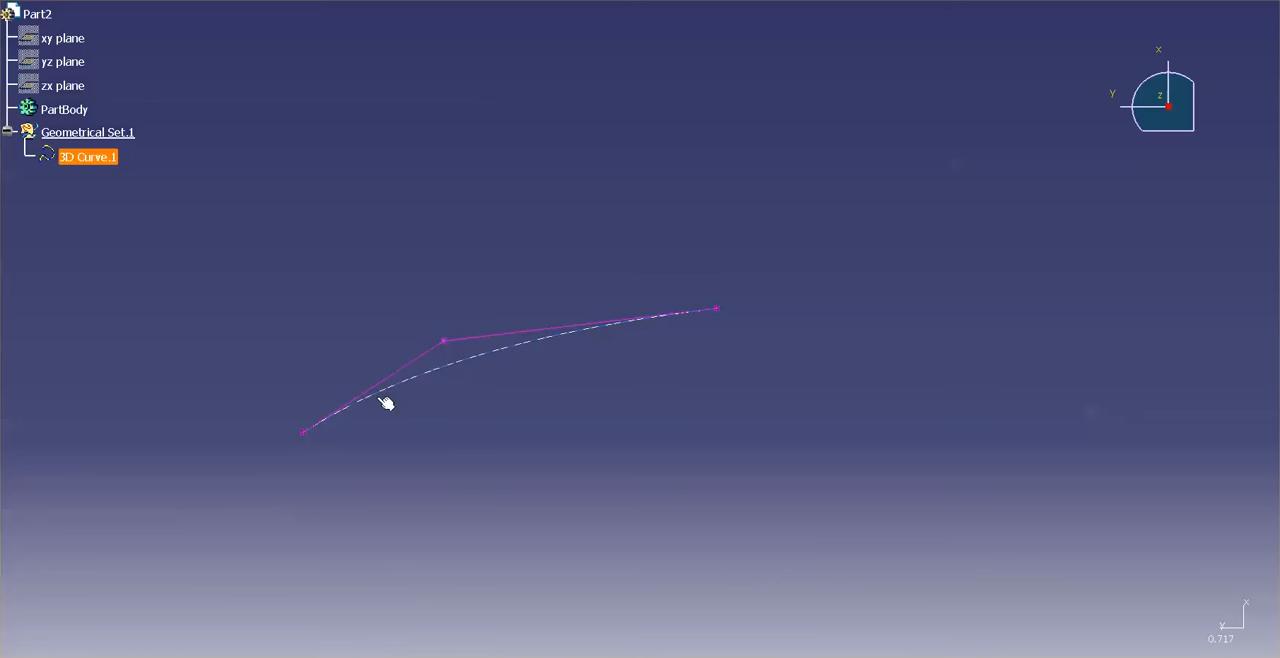 Part2
xy plane
yz plane
zx plane
PartBody
Geometrical Set.1
3D Curve.1
x
Y
z
x
y
0.717